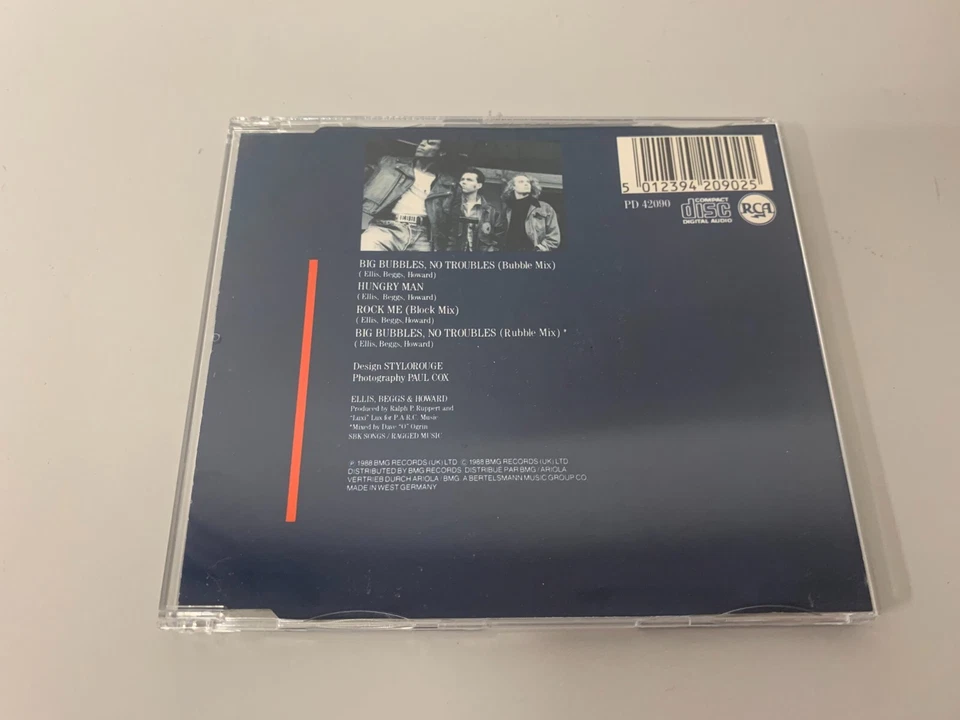 5 012394 209025
PD 42090
COMPACT
disc
DIGITAL AUDIO
RCA
BIG BUBBLES, NO TROUBLES (Bubble Mix)
( Ellis, Beggs, Howard)
HUNGRY MAN
(Ellis, Beggs, Howard)
ROCK ME (Block Mix)
( Ellis, Beggs, Howard)
BIG BUBBLES, NO TROUBLES (Rubble Mix) *
( Ellis, Beggs, Howard)
Design STYLOROUGE
Photography PAUL COX
ELLIS, BEGGS & HOWARD
Produced by Ralph P. Ruppert and
"Luxi" Lux for P.A.R.C. Music
*Mixed by Dave "O" Ogrin
SBK SONGS / RAGGED MUSIC
℗ 1988 BMG RECORDS (UK) LTD © 1988 BMG RECORDS (UK) LTD
DISTRIBUTED BY BMG RECORDS. DISTRIBUÉ PAR BMG / ARIOLA
VERTRIEB DURCH ARIOLA / BMG. A BERTELSMANN MUSIC GROUP CO.
MADE IN WEST GERMANY